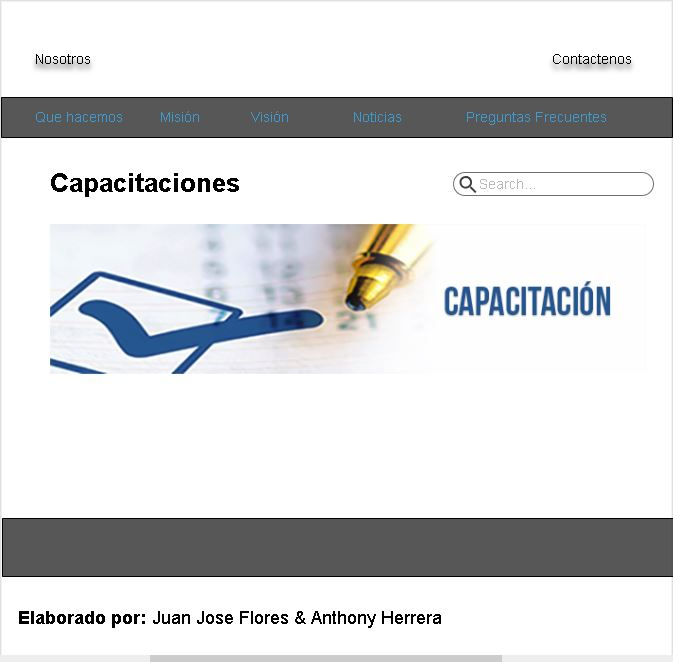 Nosotros Contactenos
Que hacemos Misión Visión Noticias Preguntas Frecuentes
Capacitaciones Search...
CAPACITACIÓN
21
Elaborado por: Juan Jose Flores & Anthony Herrera